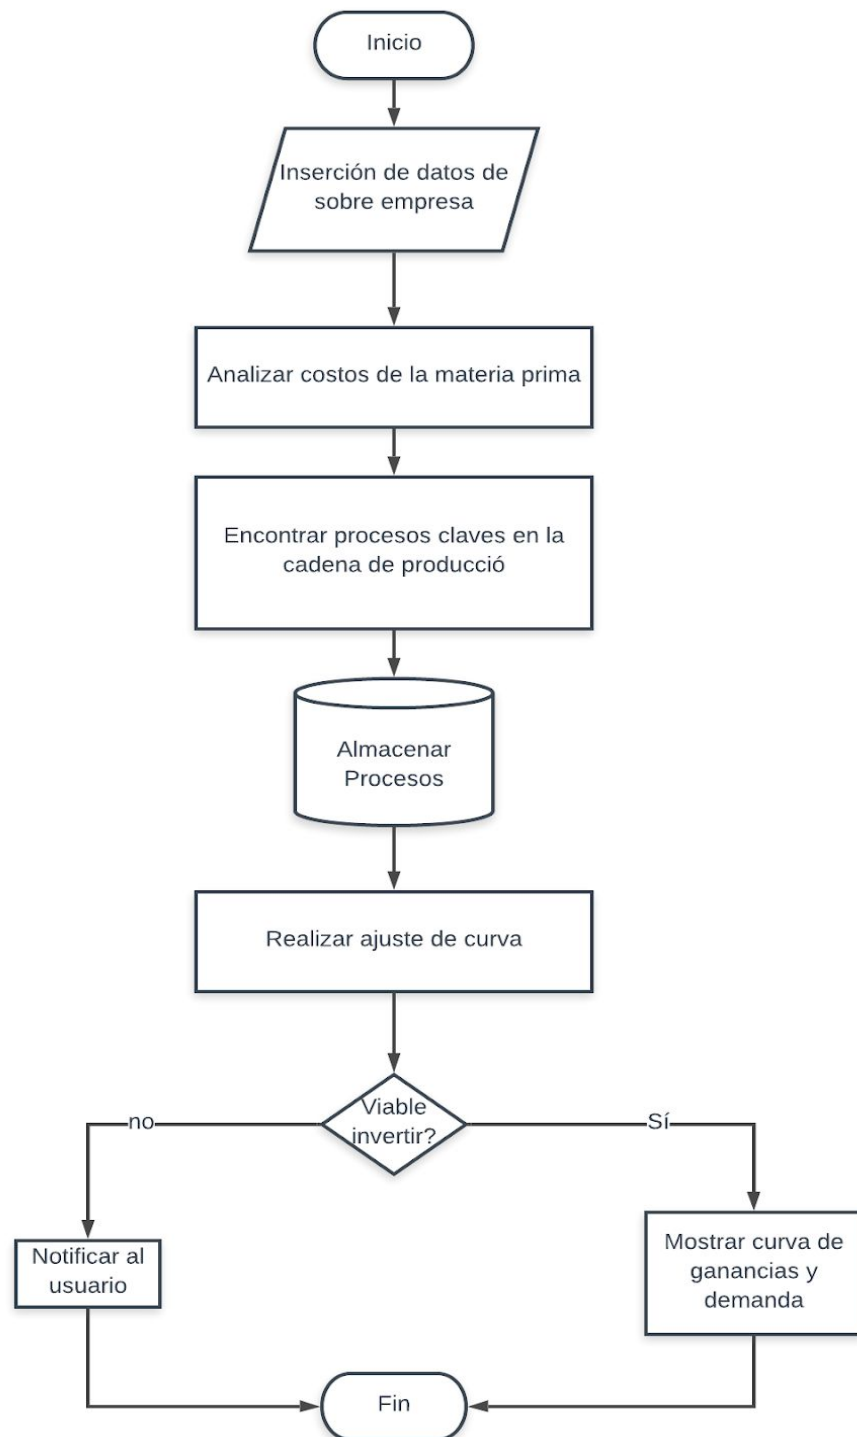 Inicio
Inserción de datos de
sobre empresa
Analizar costos de la materia prima
Encontrar procesos claves en la
cadena de producció
Almacenar
Procesos
Realizar ajuste de curva
Viable
invertir?
no
Sí
Notificar al
usuario
Mostrar curva de
ganancias y
demanda
Fin